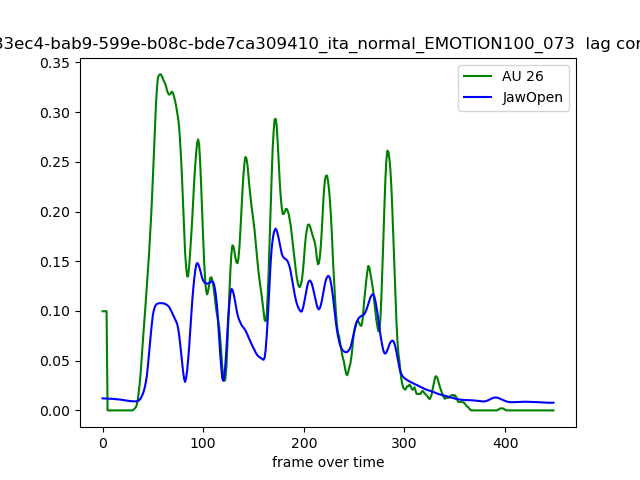 33ec4-bab9-599e-b08c-bde7ca309410_ita_normal_EMOTION100_073 lag cor
AU 26
JawOpen
0.35
0.30
0.25
0.20
0.15
0.10
0.05
0.00
0 100 200 300 400
frame over time